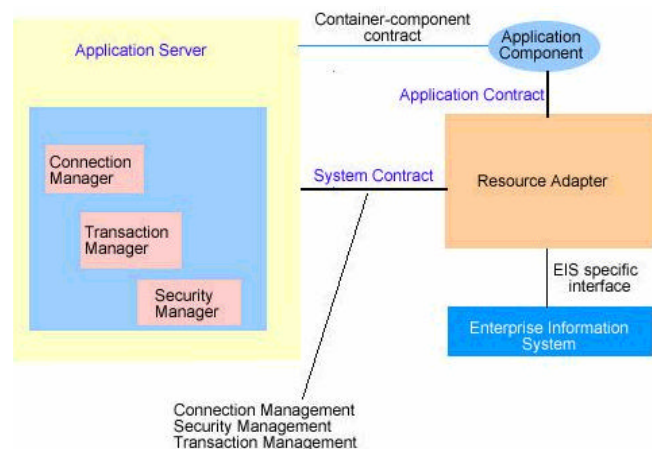 Container-component
contract
Application Server
Application
Component
Application Contract
Connection
Manager
System Contract
Resource Adapter
Transaction
Manager
EIS specific
interface
Security
Manager
Enterprise Information
System
Connection Management
Security Management
Transaction Management